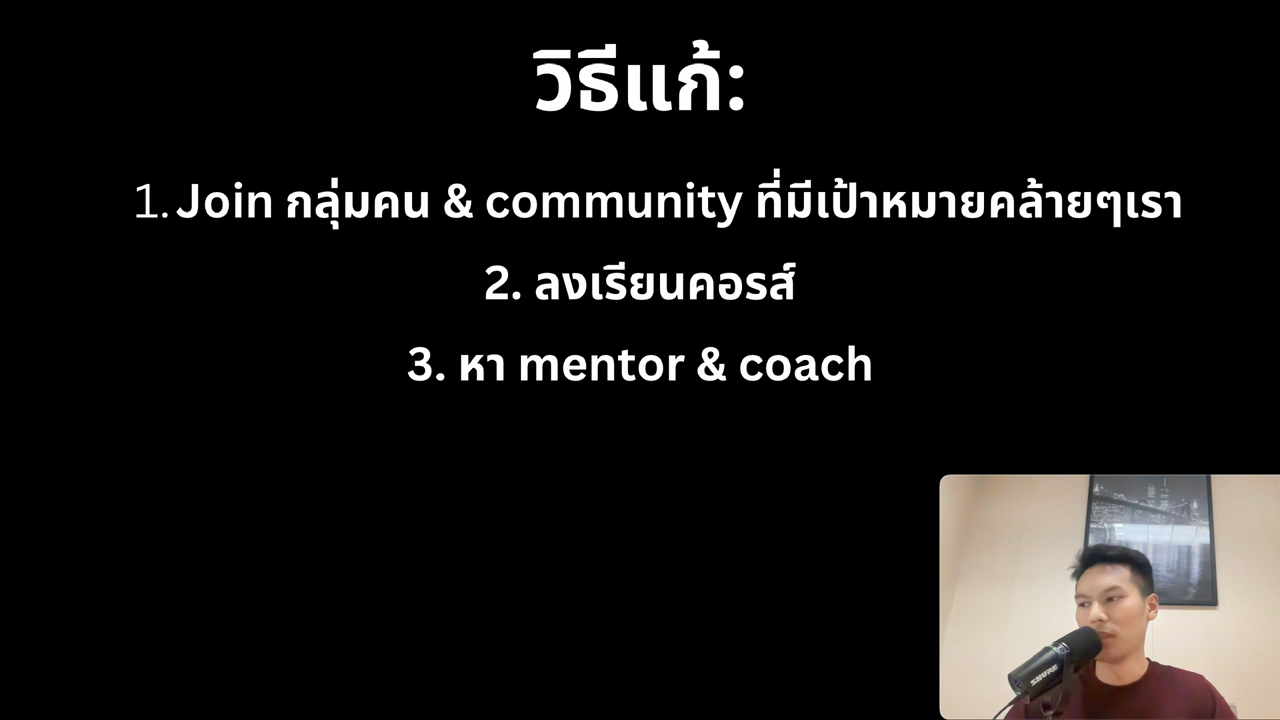 วิธีแก้:
1. Join กลุ่มคน & community ที่มีเป้าหมายคล้ายๆเรา
2. ลงเรียนคอรส์
3. หา mentor & coach
SHURE